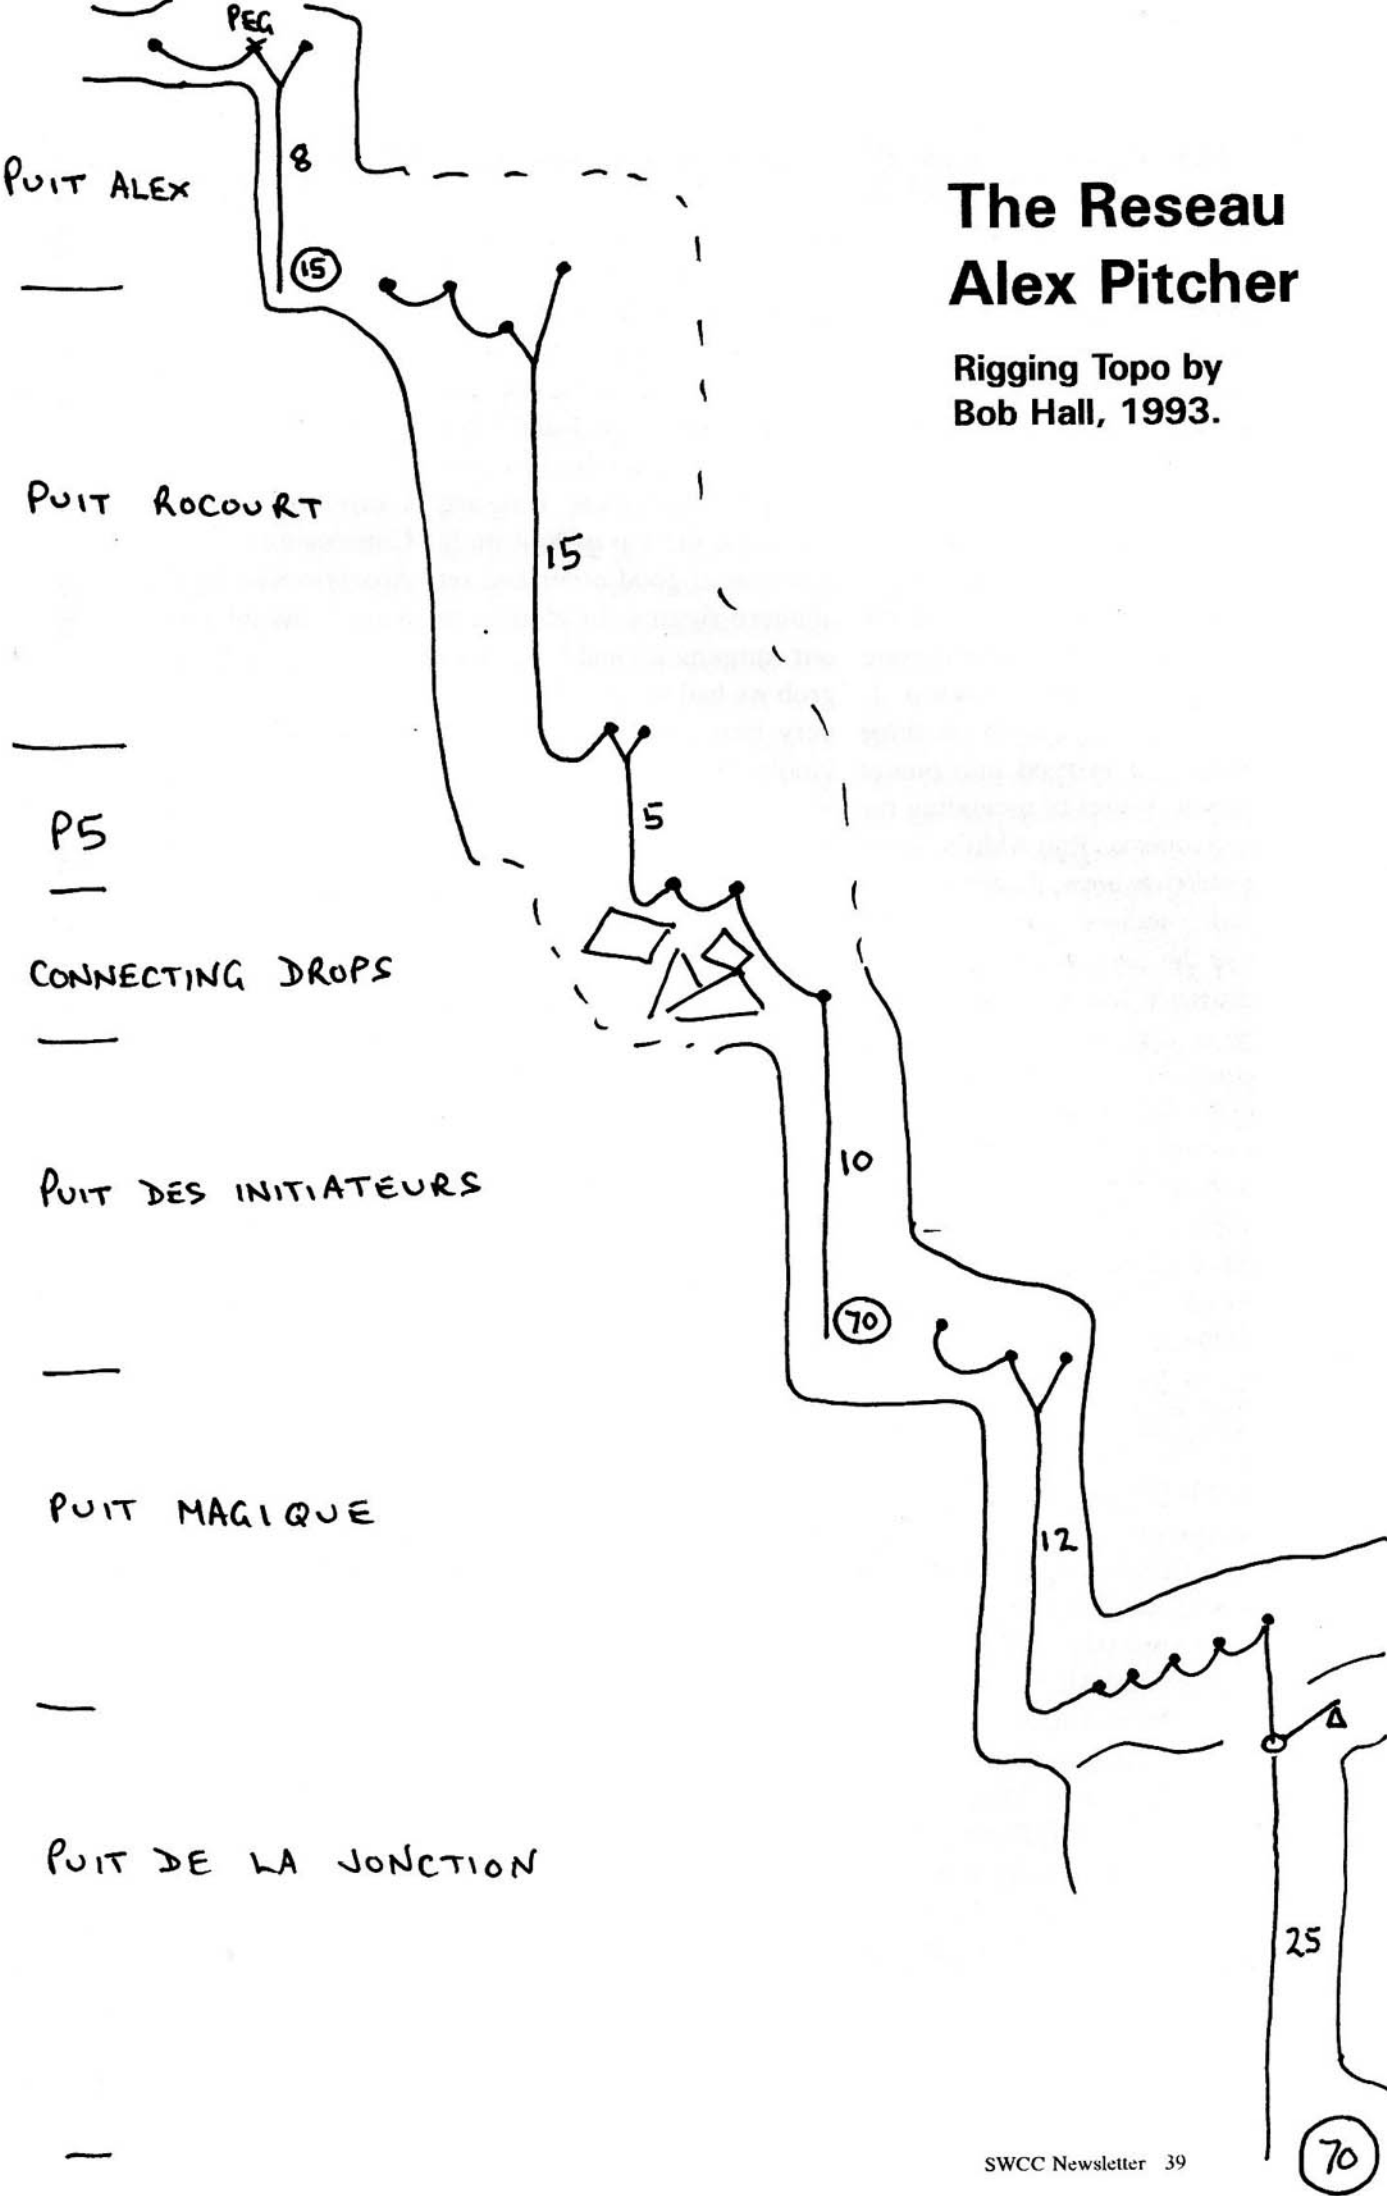 PEG
8
PUIT ALEX
15
The Reseau
Alex Pitcher
Rigging Topo by
Bob Hall, 1993.
PUIT ROCOURT
15
5
P5
CONNECTING DROPS
10
PUIT DES INITIATEURS
70
PUIT MAGIQUE
12
PUIT DE LA JONCTION
25
SWCC Newsletter 39
70